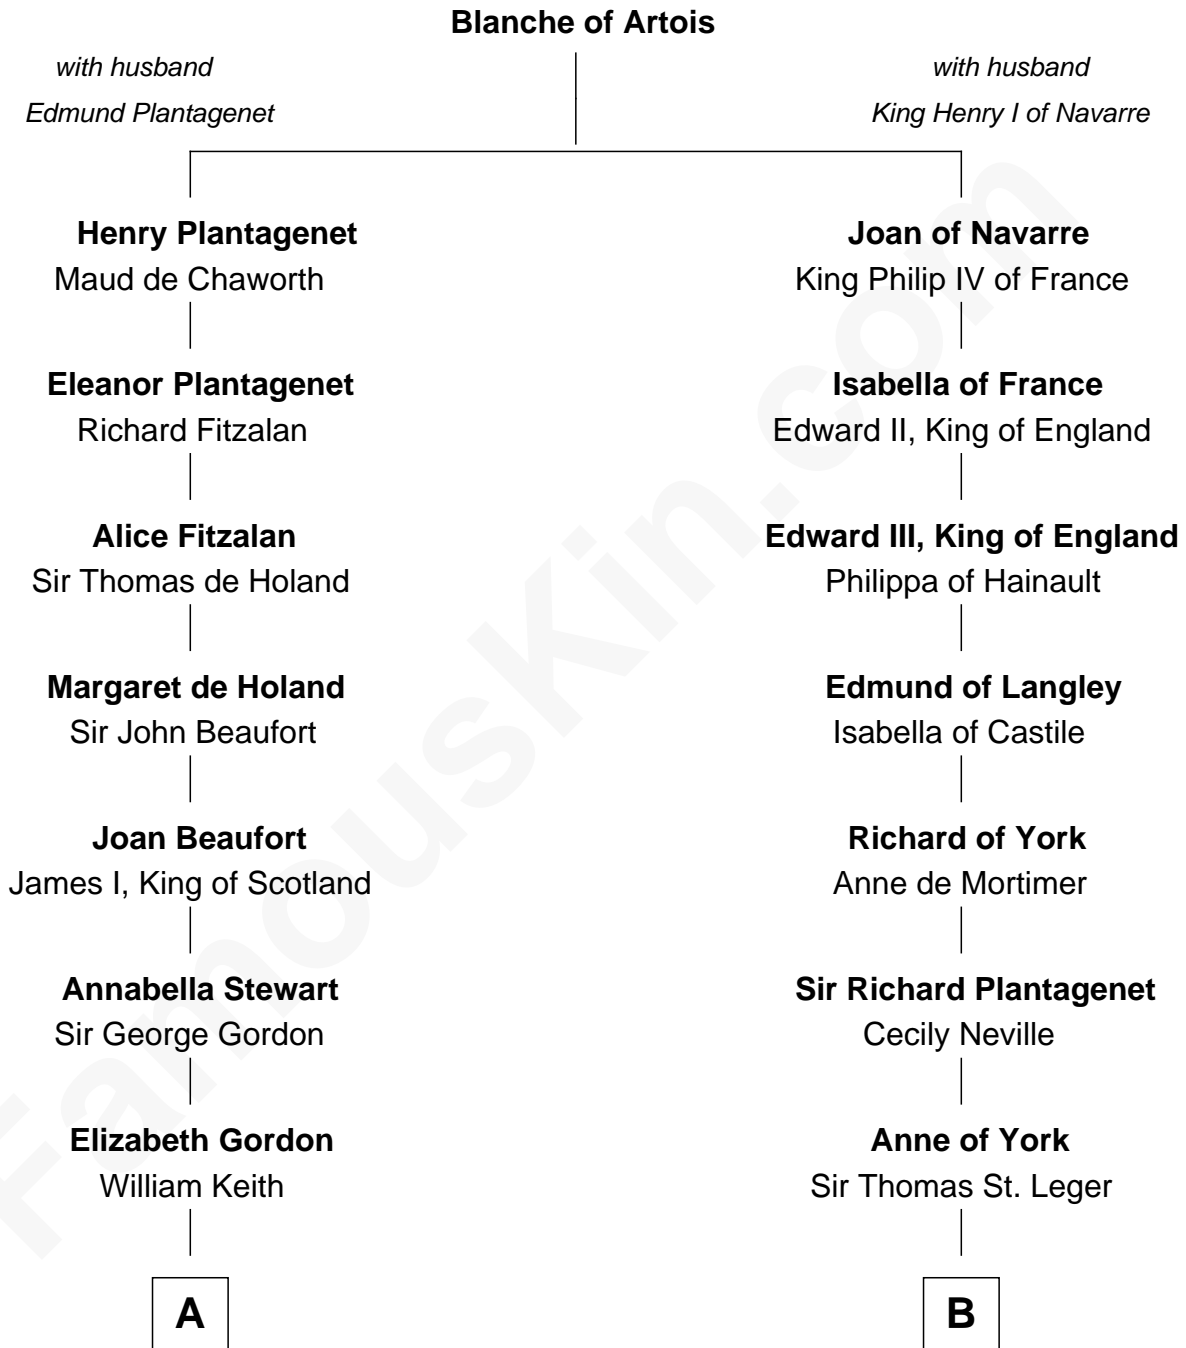 Blanche of Artois
with husband
Edmund Plantagenet
with husband
King Henry I of Navarre
Henry Plantagenet
Maud de Chaworth
Joan of Navarre
King Philip IV of France
Eleanor Plantagenet
Richard Fitzalan
Isabella of France
Edward II, King of England
Alice Fitzalan
Sir Thomas de Holand
Edward III, King of England
Philippa of Hainault
Margaret de Holand
Sir John Beaufort
Edmund of Langley
Isabella of Castile
Joan Beaufort
James I, King of Scotland
Richard of York
Anne de Mortimer
Annabella Stewart
Sir George Gordon
Sir Richard Plantagenet
Cecily Neville
Elizabeth Gordon
William Keith
Anne of York
Sir Thomas St. Leger
A
B
FamousKin.com